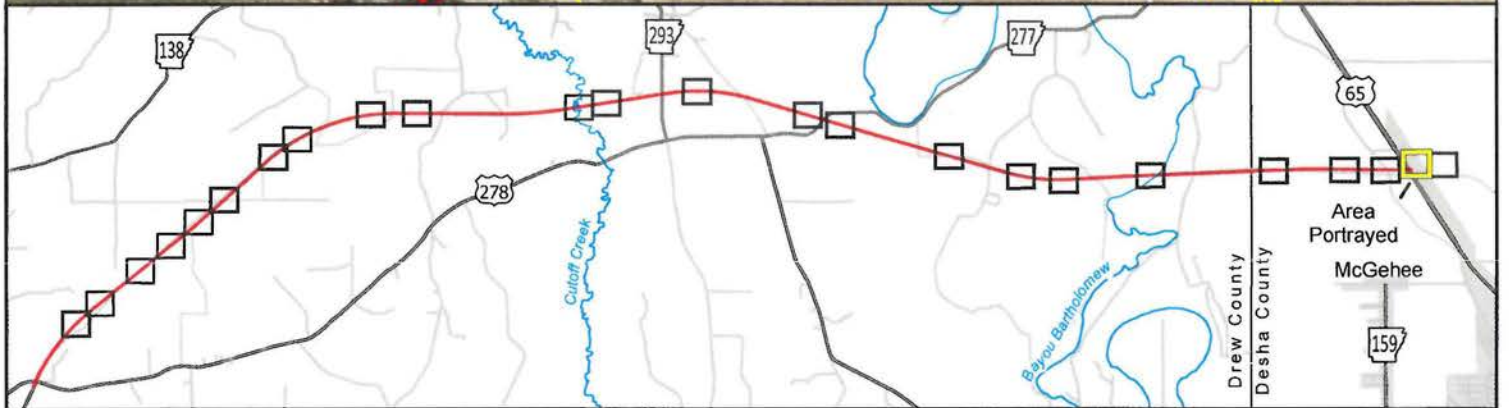 138
293
277
65
278
Cutoff Creek
Bayou Bartholomew
Drew County
Desha County
Area
Portrayed
McGehee
159